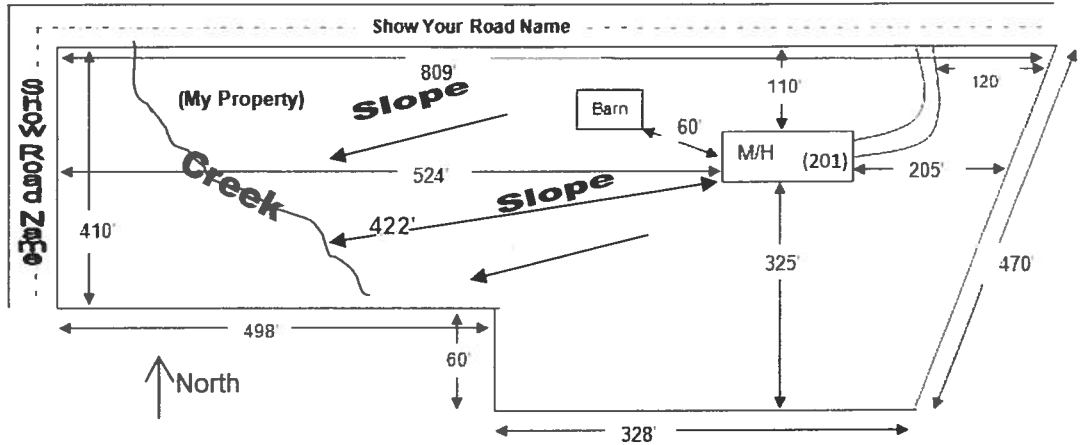 Show Your Road Name
809'
(My Property)
Slope
110'
120'
Barn
60'
M/H
(201)
205'
Show Road Name
Creek
524'
Slope
422'
410'
325'
470'
498'
60'
North
328'